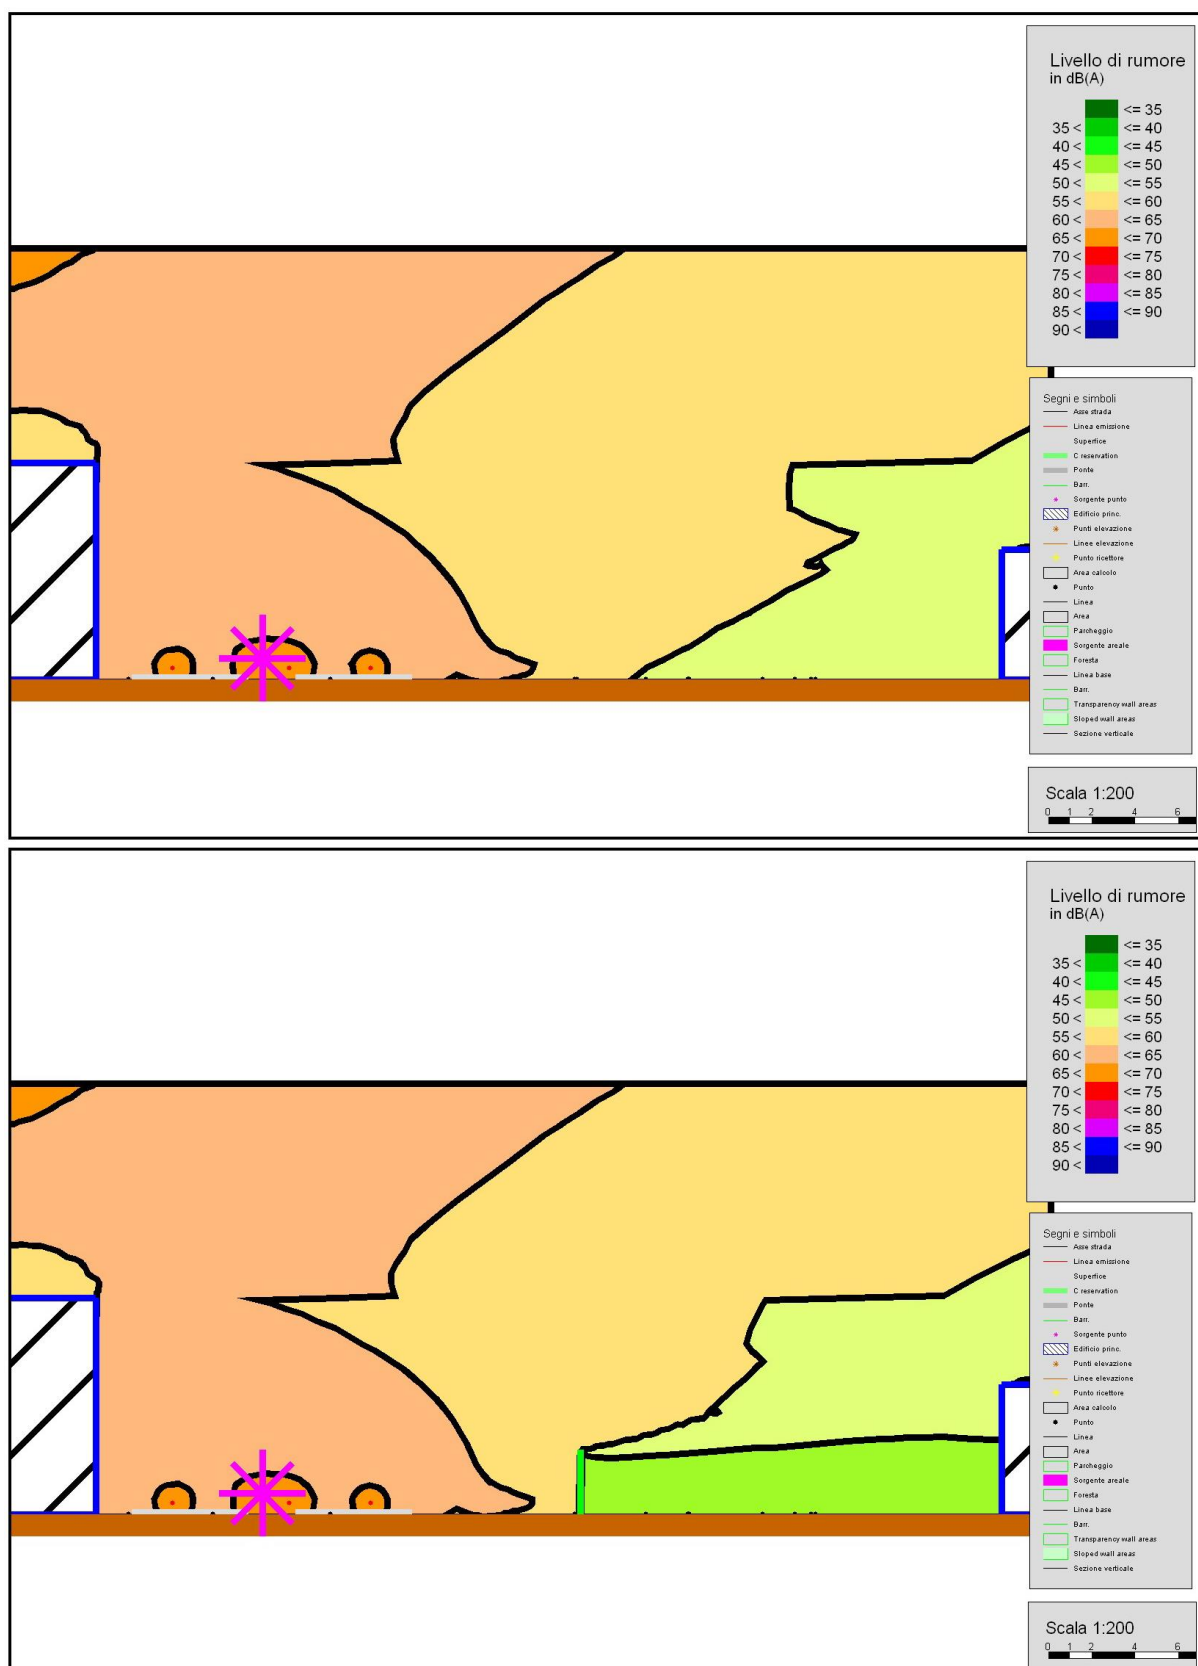 Livello di rumore
in dB(A)
<= 35
35 < <= 40
40 < <= 45
45 < <= 50
50 < <= 55
55 < <= 60
60 < <= 65
65 < <= 70
70 < <= 75
75 < <= 80
80 < <= 85
85 < <= 90
90 <
Segni e simboli
Asse strada
Linea emissione
Superfice
C reservation
Ponte
Barr.
Sorgente punto
Edificio princ.
Punti elevazione
Linee elevazione
Punto ricettore
Area calcolo
Punto
Linea
Area
Parcheggio
Sorgente areale
Foresta
Linea base
Barr.
Transparency wall areas
Sloped wall areas
Sezione verticale
Scala 1:200
0 1 2 4 6
Livello di rumore
in dB(A)
<= 35
35 < <= 40
40 < <= 45
45 < <= 50
50 < <= 55
55 < <= 60
60 < <= 65
65 < <= 70
70 < <= 75
75 < <= 80
80 < <= 85
85 < <= 90
90 <
Segni e simboli
Asse strada
Linea emissione
Superfice
C reservation
Ponte
Barr.
Sorgente punto
Edificio princ.
Punti elevazione
Linee elevazione
Punto ricettore
Area calcolo
Punto
Linea
Area
Parcheggio
Sorgente areale
Foresta
Linea base
Barr.
Transparency wall areas
Sloped wall areas
Sezione verticale
Scala 1:200
0 1 2 4 6